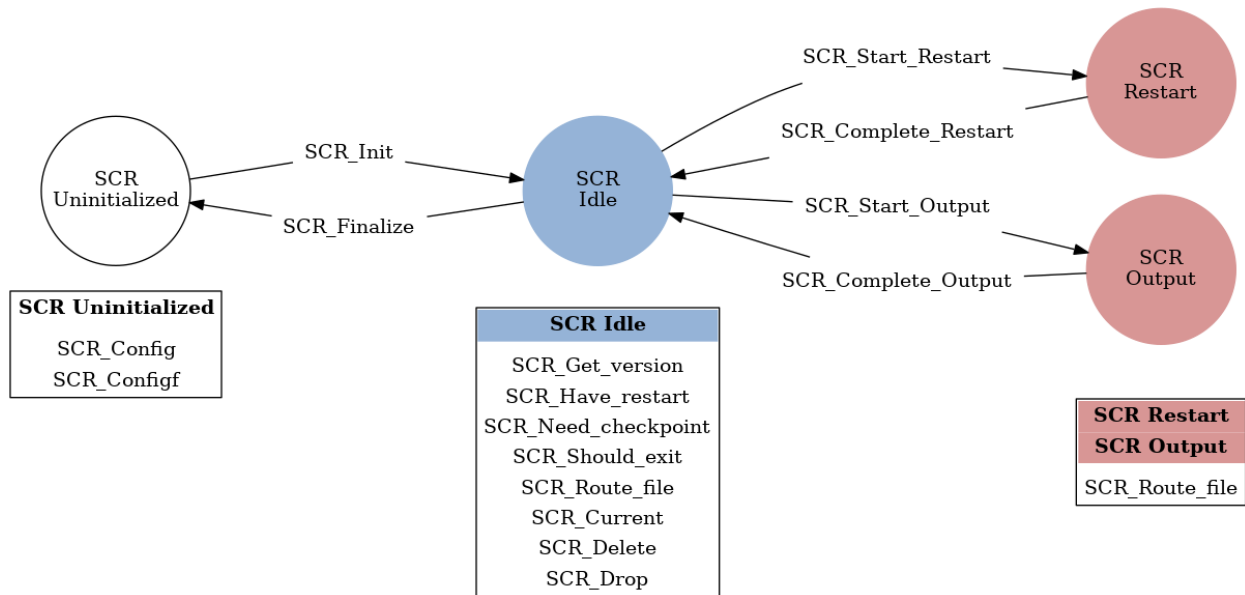 SCR
Uninitialized
SCR_Init
SCR_Finalize
SCR
Idle
SCR_Start_Restart
SCR_Complete_Restart
SCR_Start_Output
SCR_Complete_Output
SCR
Restart
SCR
Output
SCR Uninitialized
SCR_Config
SCR_Configf
SCR Idle
SCR_Get_version
SCR_Have_restart
SCR_Need_checkpoint
SCR_Should_exit
SCR_Route_file
SCR_Current
SCR_Delete
SCR_Drop
SCR Restart
SCR Output
SCR_Route_file